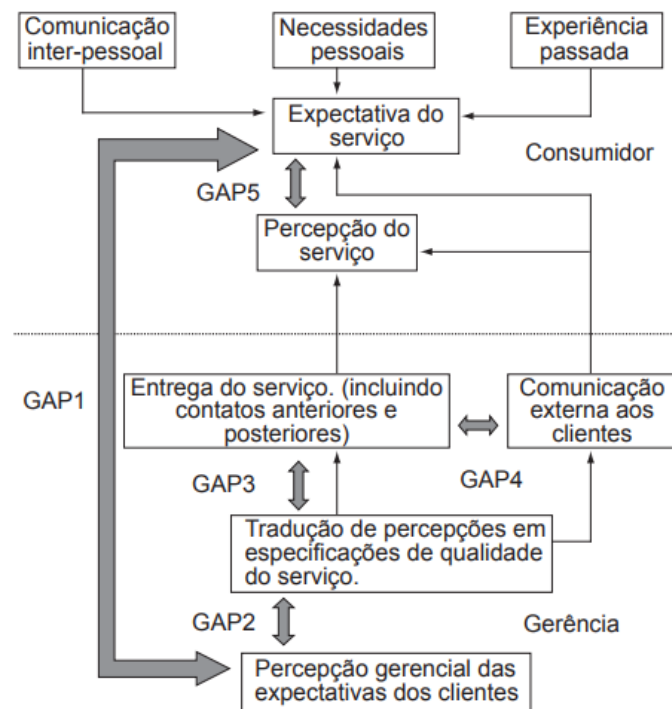 Comunicação
inter-pessoal
Necessidades
pessoais
Experiência
passada
Expectativa do
serviço
Consumidor
GAP5
Percepção do
serviço
GAP1
Entrega do serviço. (incluindo
contatos anteriores e
posteriores)
Comunicação
externa aos
clientes
GAP3
GAP4
Tradução de percepções em
especificações de qualidade
do serviço.
GAP2
Gerência
Percepção gerencial das
expectativas dos clientes